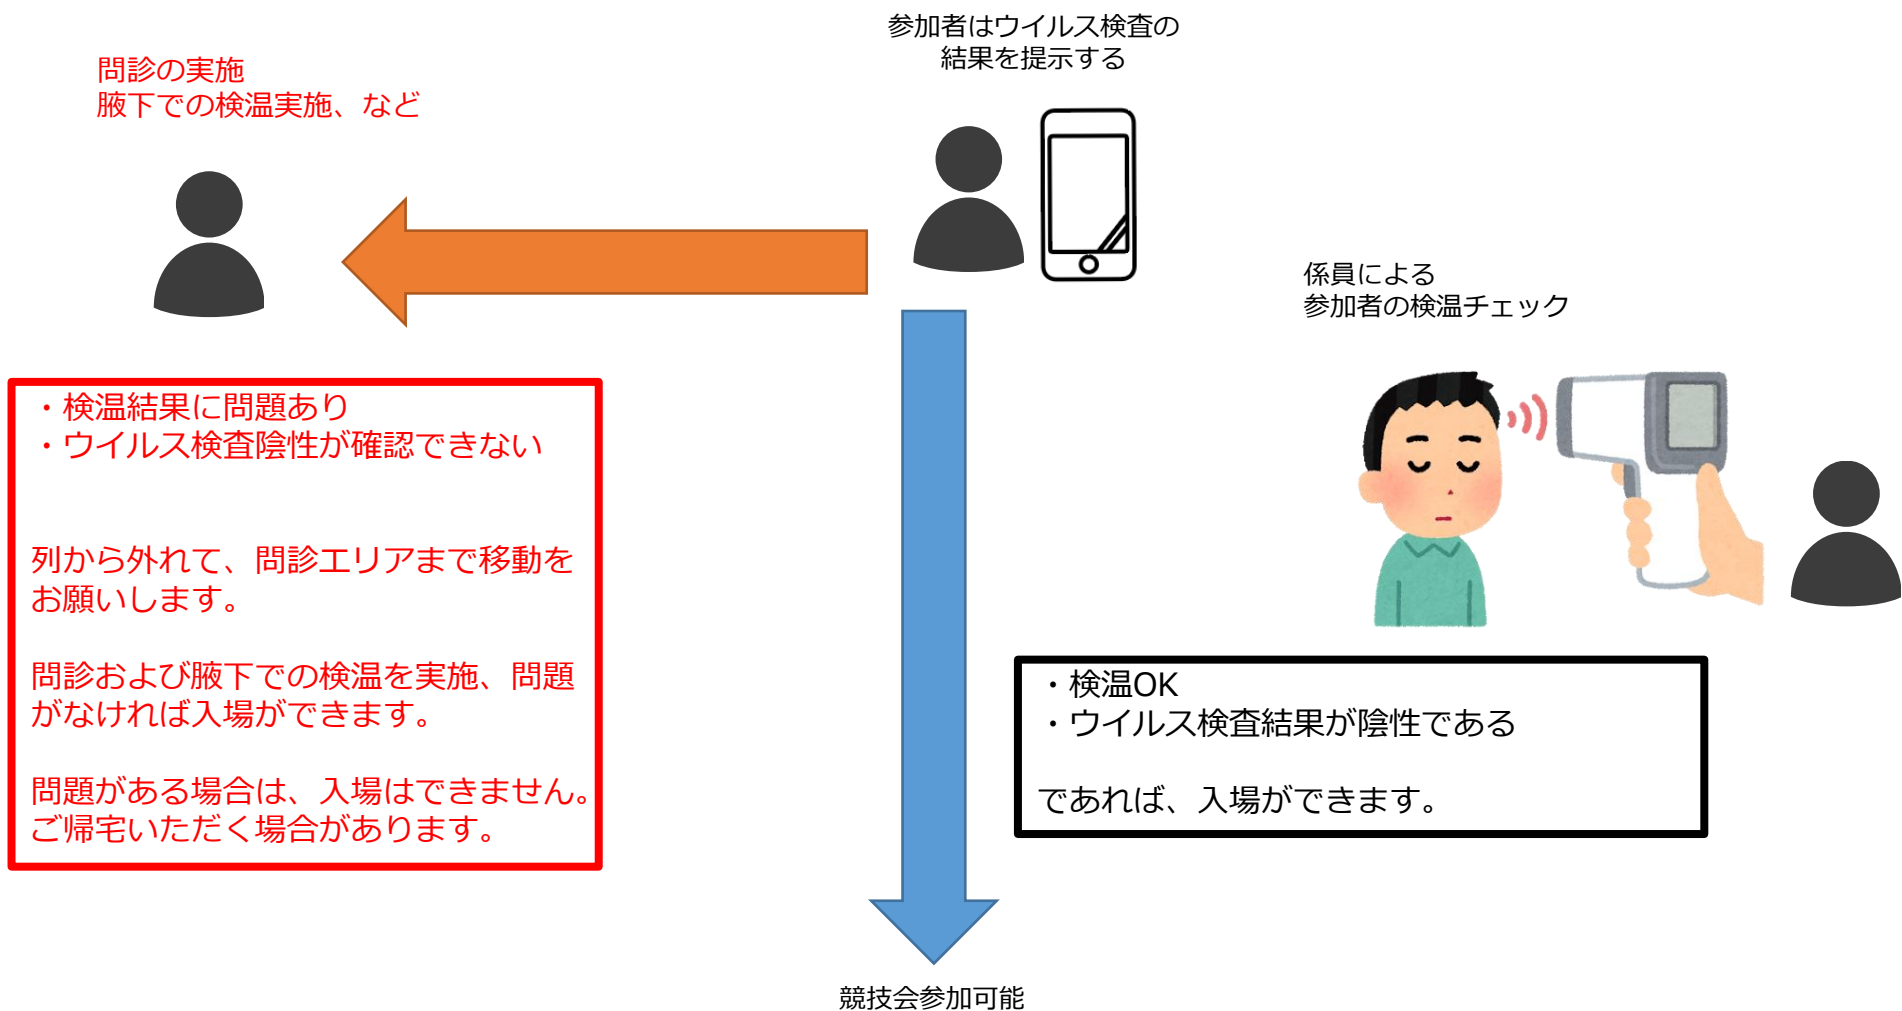 参加者はウイルス検査の
結果を提示する
問診の実施
腋下での検温実施、など
係員による
参加者の検温チェック
・検温結果に問題あり
・ウイルス検査陰性が確認できない
列から外れて、問診エリアまで移動を
お願いします。
問診および腋下での検温を実施、問題
がなければ入場ができます。
問題がある場合は、入場はできません。
ご帰宅いただく場合があります。
・検温OK
・ウイルス検査結果が陰性である
であれば、入場ができます。
競技会参加可能